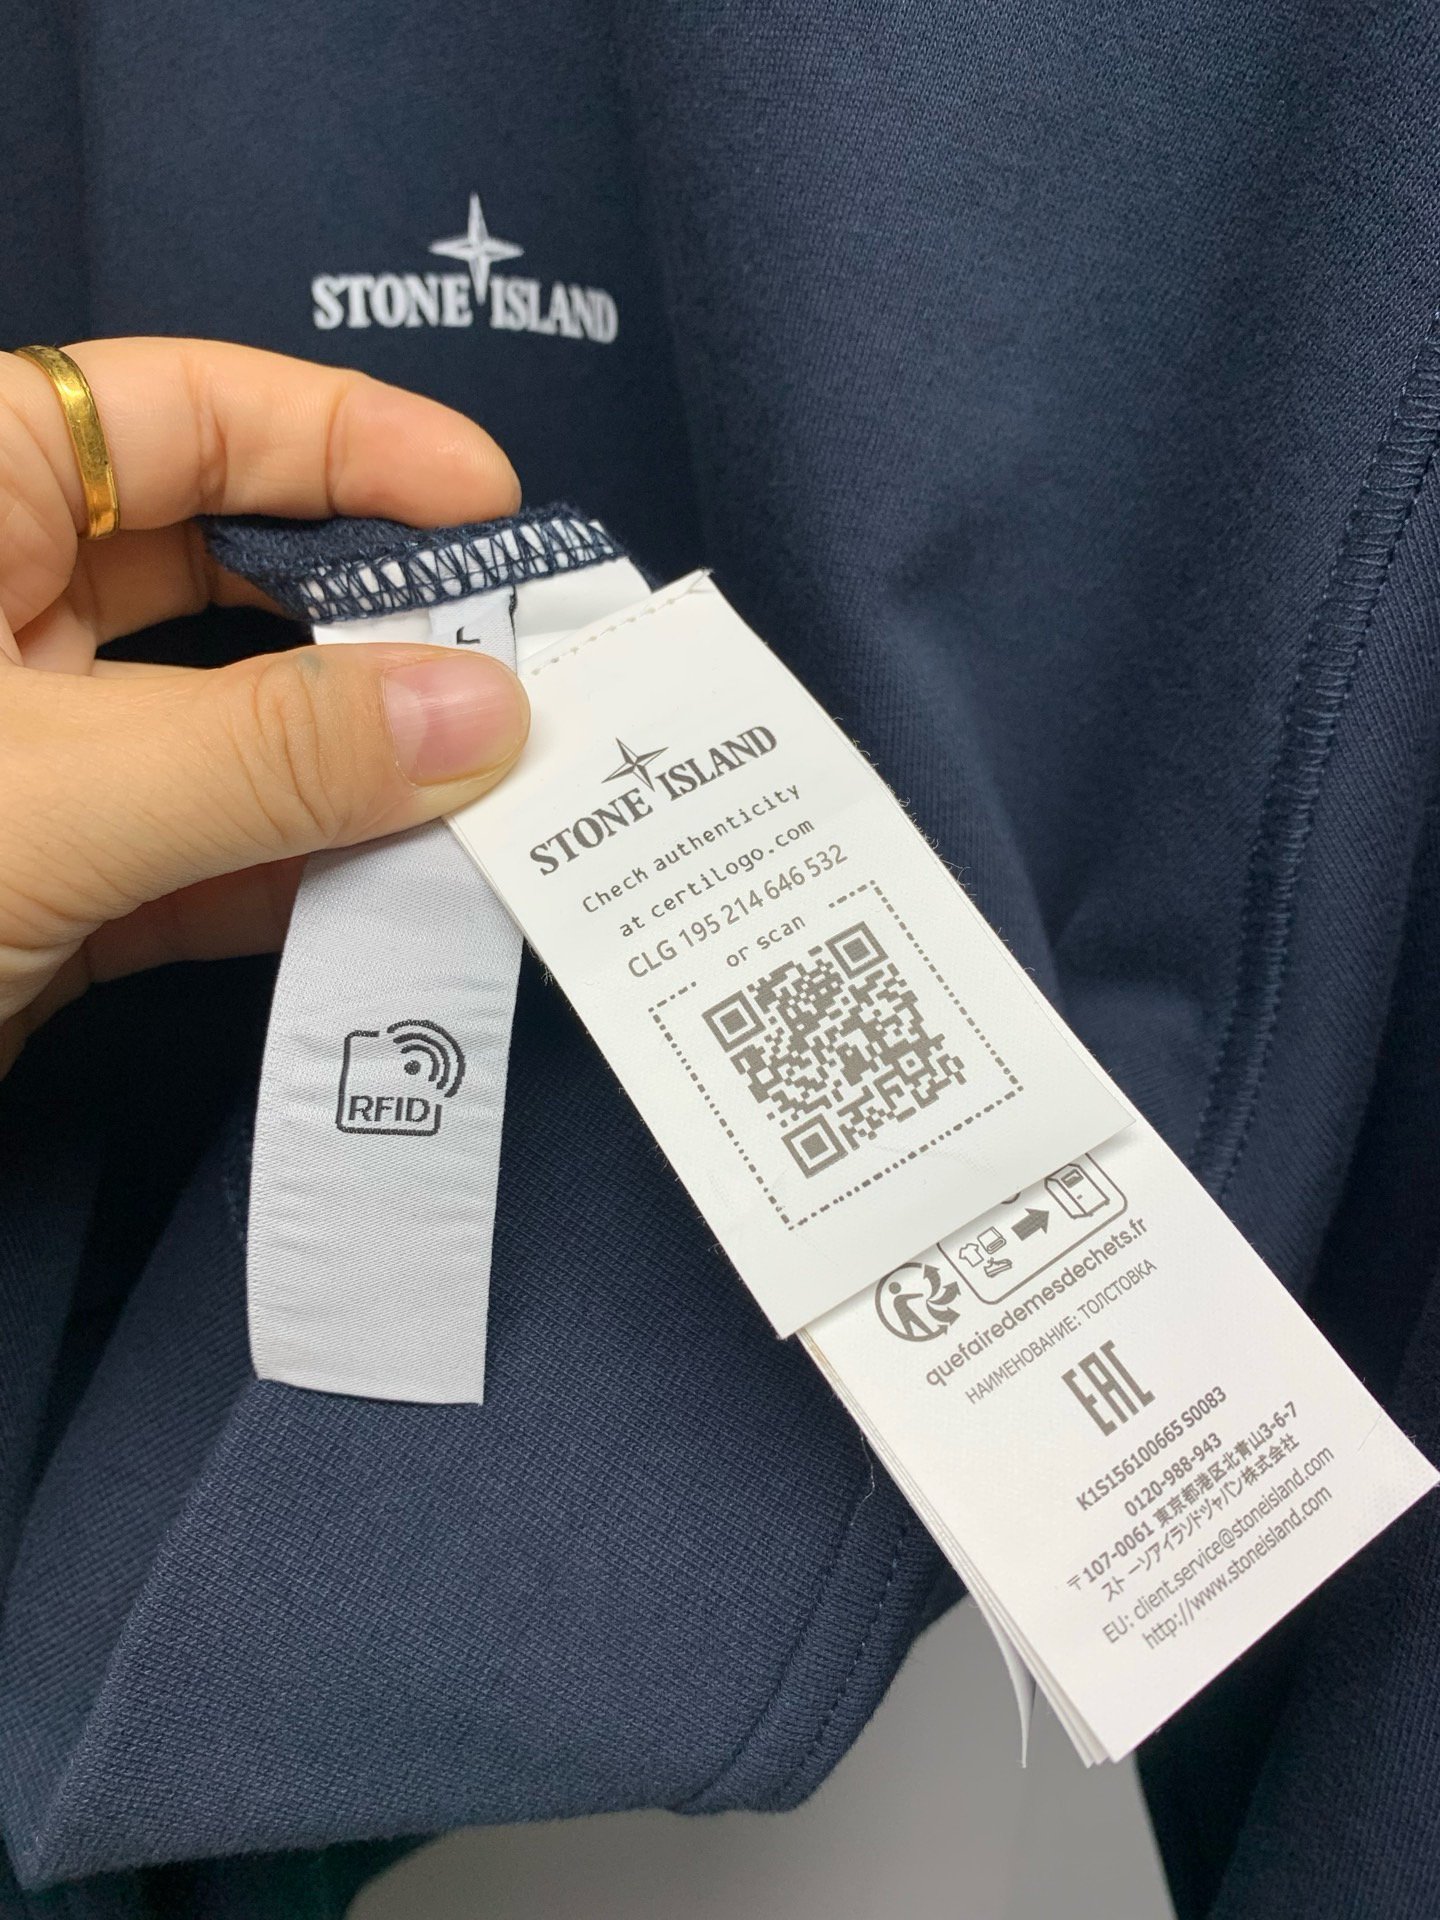 STONE ISLAND
L
STONE ISLAND
Check authenticity
at certilogo.com
CLG 195 214 646 532
or scan
RFID
quefairedemesdechets.fr
НАИМЕНОВАНИЕ: ТОЛСТОВКА
EAC
K1S156100665 S0083
0120-988-943
〒107-0061 東京都港区北青山3-6-7
ストーンアイランドジャパン株式会社
EU: client.service@stoneisland.com
http://www.stoneisland.com